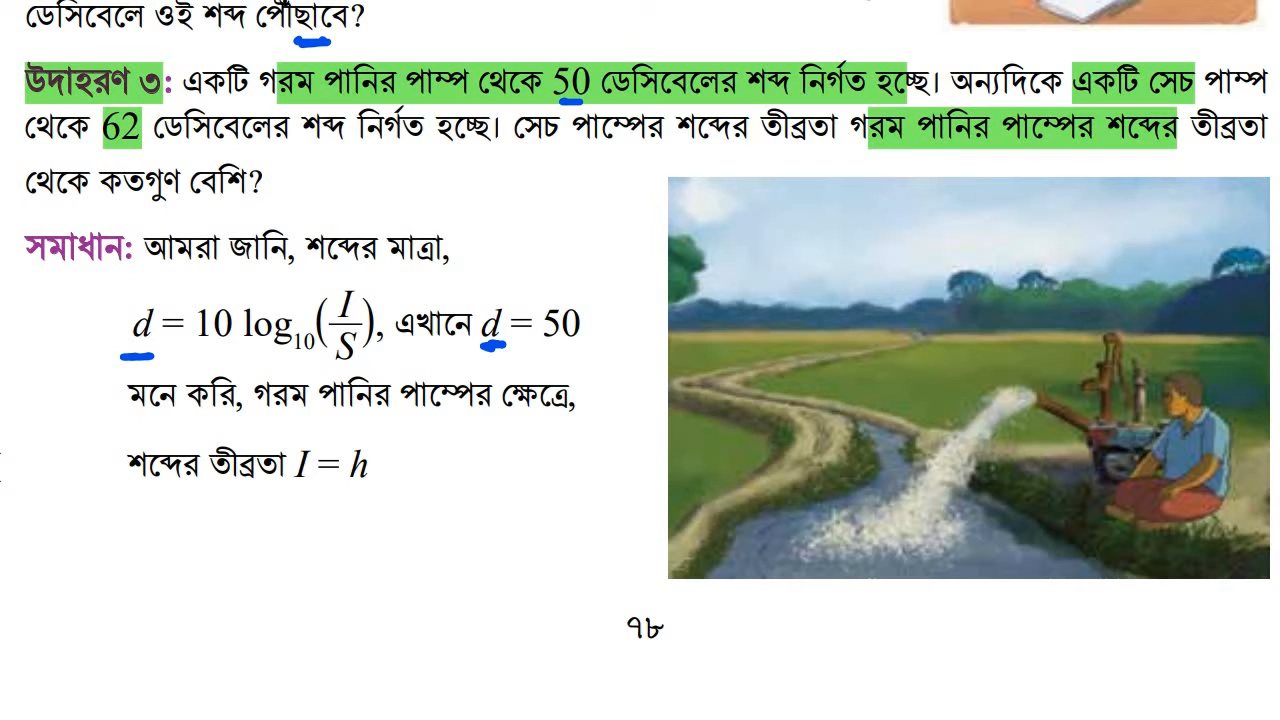 ডেসিবেলে ওই শব্দ পৌঁছাবে?
উদাহরণ ৩: একটি গরম পানির পাম্প থেকে 50 ডেসিবেলের শব্দ নির্গত হচ্ছে। অন্যদিকে একটি সেচ পাম্প
থেকে 62 ডেসিবেলের শব্দ নির্গত হচ্ছে। সেচ পাম্পের শব্দের তীব্রতা গরম পানির পাম্পের শব্দের তীব্রতা
থেকে কতগুণ বেশি?
সমাধান: আমরা জানি, শব্দের মাত্রা,
d = 10 log₁₀(I/S), এখানে d = 50
মনে করি, গরম পানির পাম্পের ক্ষেত্রে,
শব্দের তীব্রতা I = h
৭৮